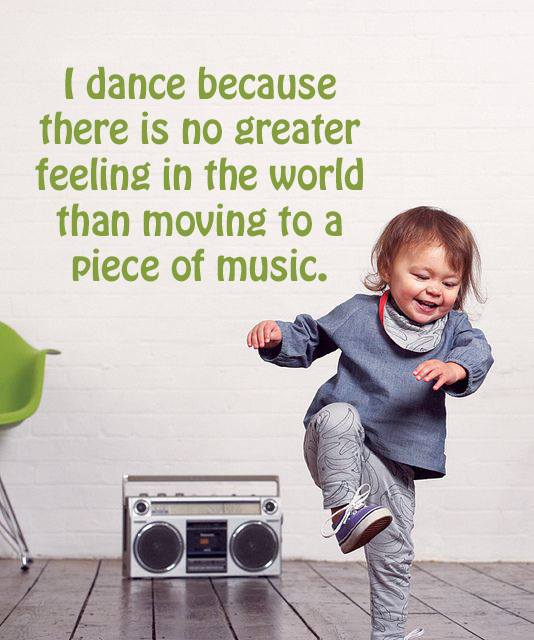 I dance because
there is no greater
feeling in the world
than moving to a
piece of music.